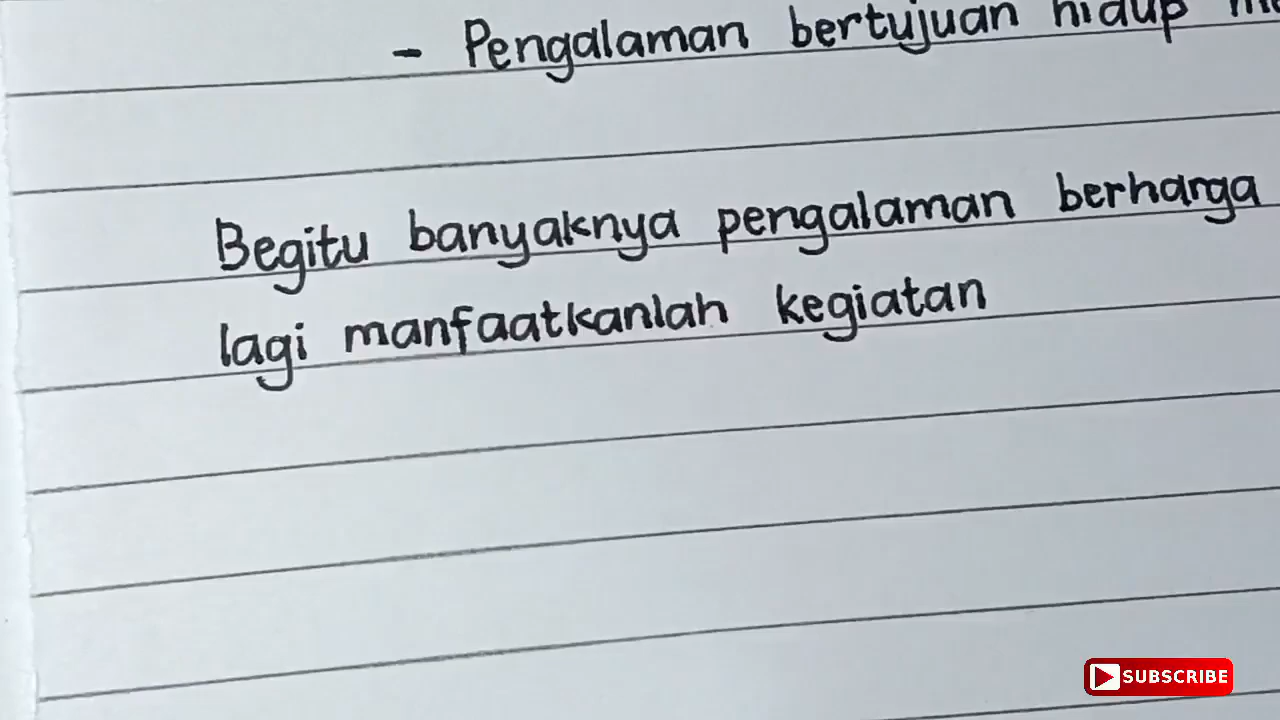 - Pengalaman bertujuan hidup
Begitu banyaknya pengalaman berharga
lagi manfaatkanlah kegiatan
SUBSCRIBE